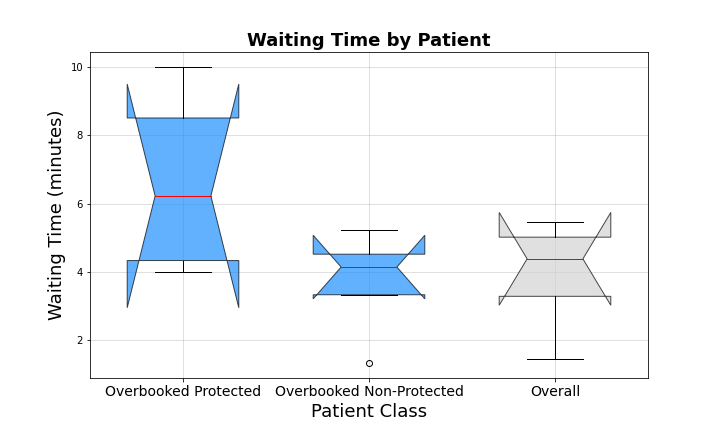 Waiting Time by Patient
Waiting Time (minutes)
10
8
6
4
2
Overbooked Protected Overbooked Non-Protected Overall
Patient Class